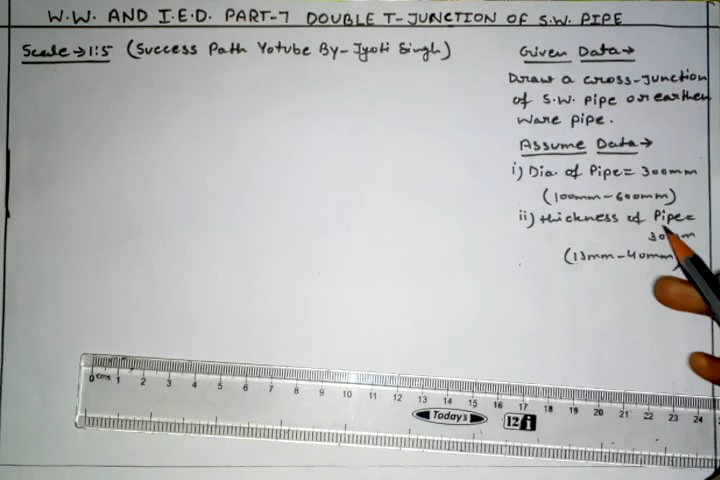 W.W. AND I.E.D. PART-7 DOUBLE T-JUNCTION OF S.W. PIPE
Scale→1:5 (Success Path Yotube By-Jyoti Singh)
Given Data→
Draw a cross-junction
of S.W. pipe or earthen
ware pipe.
Assume Data→
i) Dia. of Pipe= 300mm
(100mm-600mm)
ii) thickness of Pipe=
30mm
(13mm-40mm)
0 cms 1 2 3 4 5 6 7 8 9 10 11 12 13 14 15 16 17 18 19 20 21 22 23 24
Today's
12 i